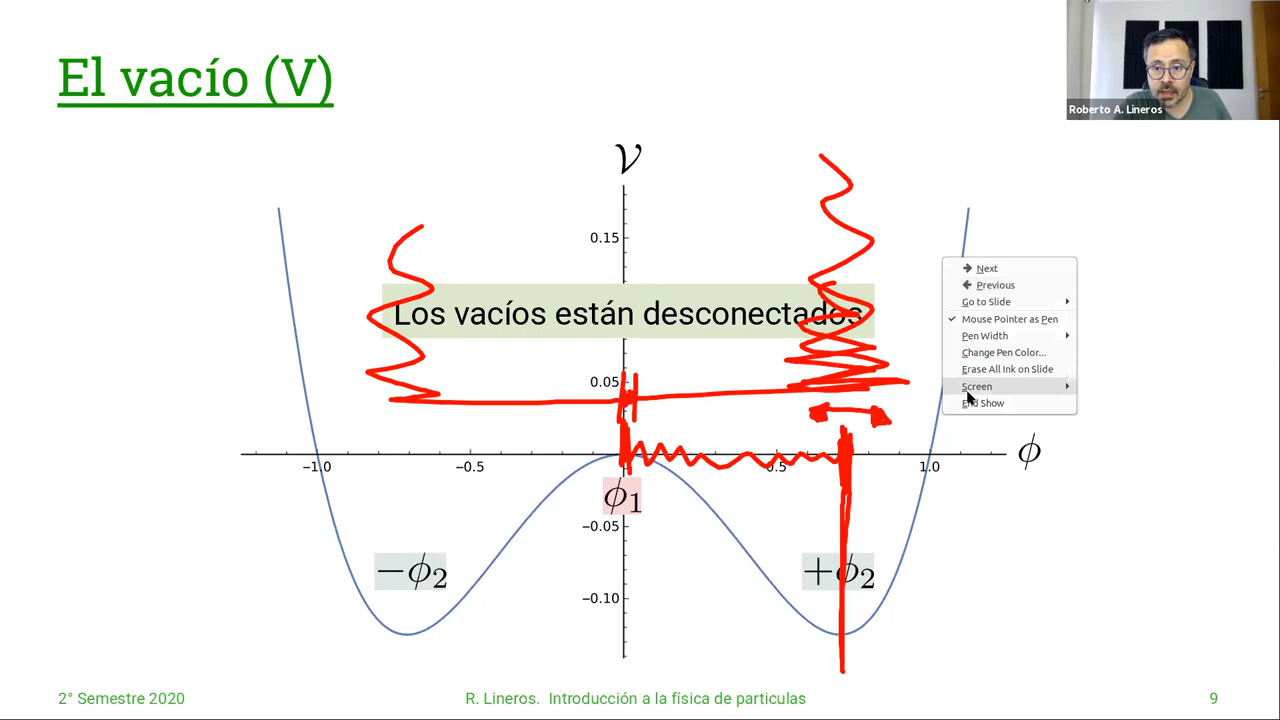 El vacío (V)
Roberto A. Lineros
𝒱
0.15
Los vacíos están desconectados
0.05
−1.0
−0.5
0.5
1.0
ϕ
ϕ1
−0.05
−ϕ2
+ϕ2
−0.10
Next
Previous
Go to Slide
Mouse Pointer as Pen
Pen Width
Change Pen Color...
Erase All Ink on Slide
Screen
End Show
2° Semestre 2020
R. Lineros. Introducción a la física de particulas
9